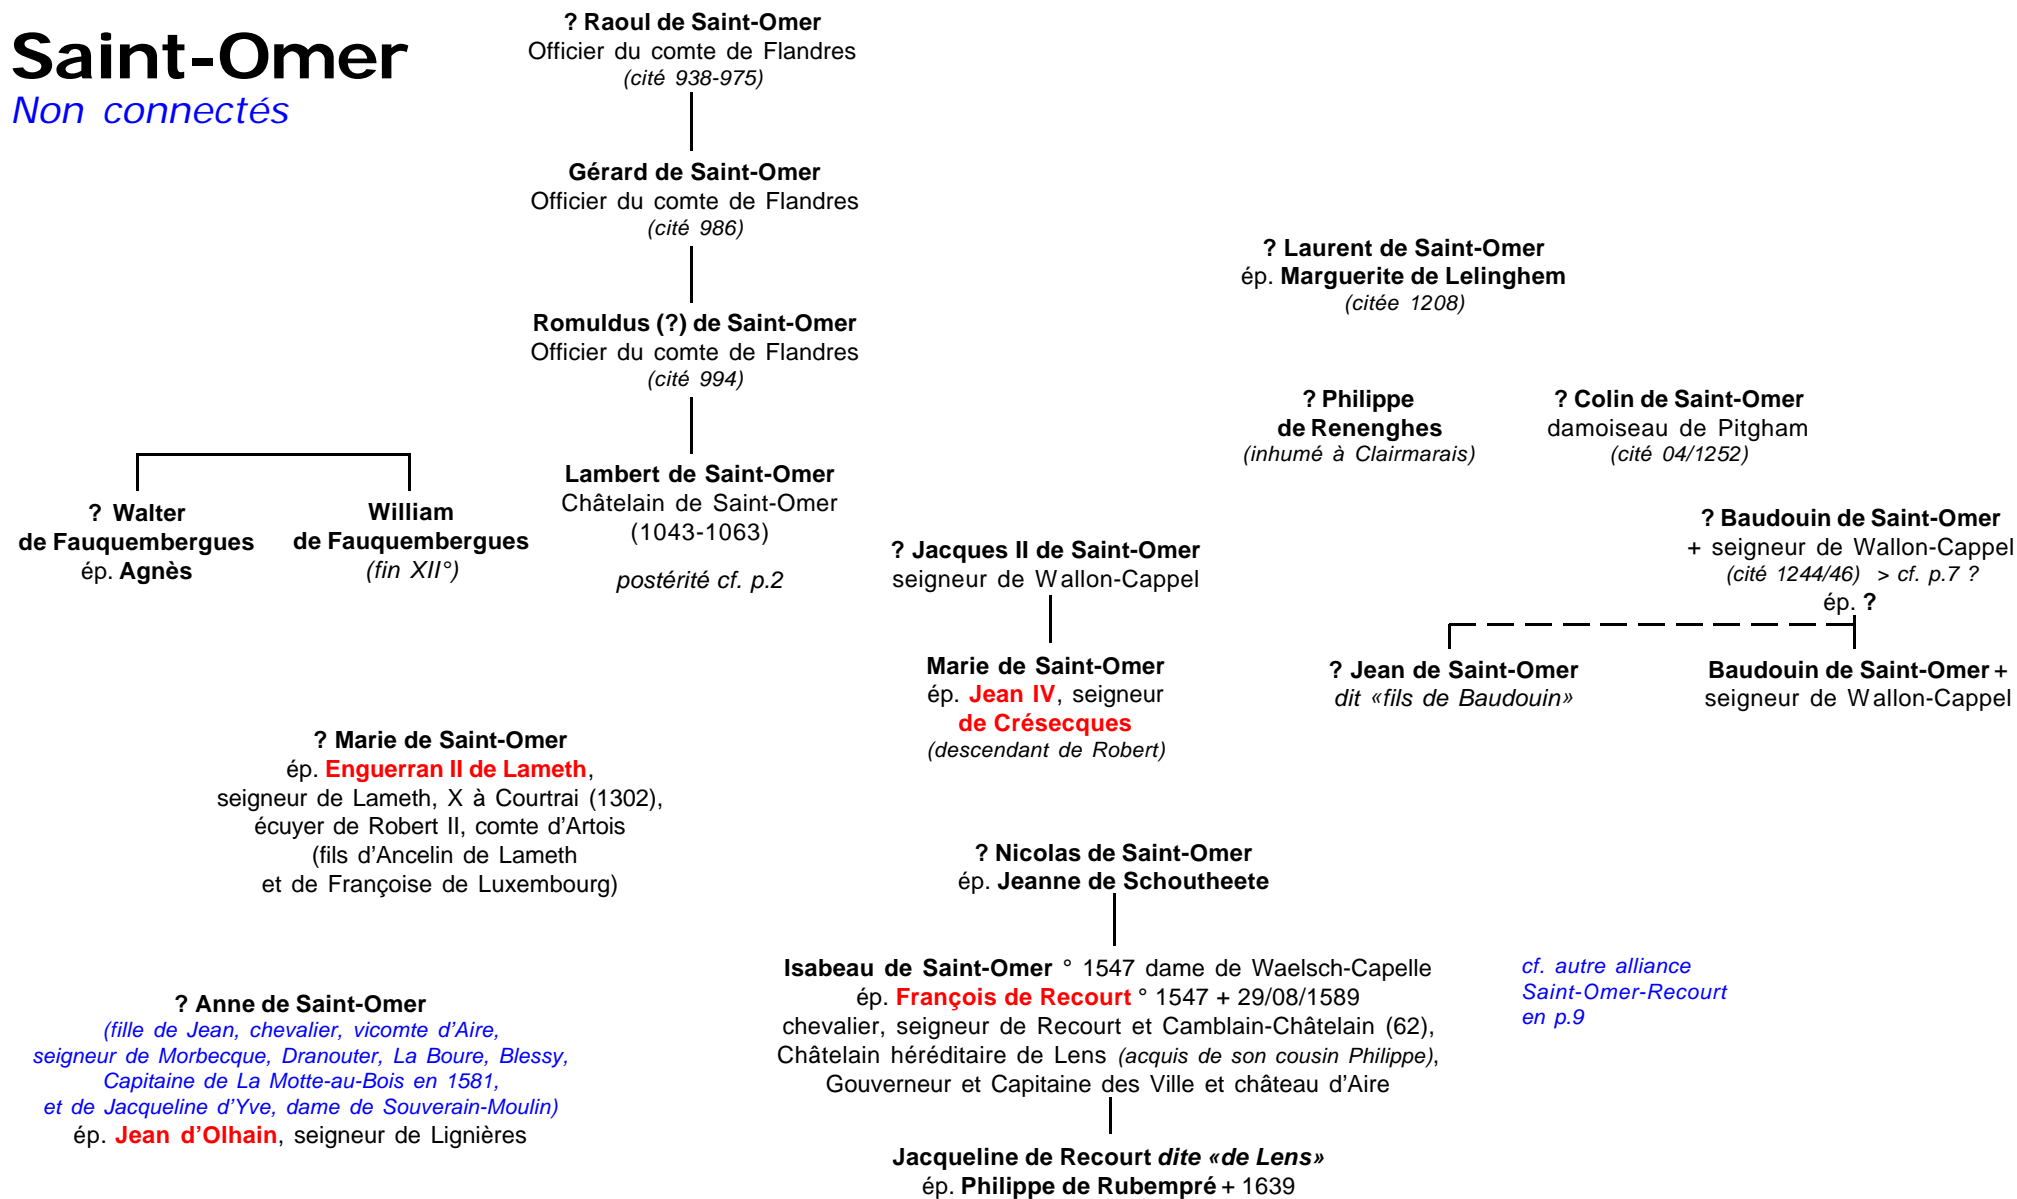 Saint-Omer
Non connectés
? Raoul de Saint-Omer
Officier du comte de Flandres
(cité 938-975)
Gérard de Saint-Omer
Officier du comte de Flandres
(cité 986)
Romuldus (?) de Saint-Omer
Officier du comte de Flandres
(cité 994)
Lambert de Saint-Omer
Châtelain de Saint-Omer
(1043-1063)
postérité cf. p.2
? Walter
de Fauquembergues
ép. Agnès
William
de Fauquembergues
(fin XII°)
? Laurent de Saint-Omer
ép. Marguerite de Lelinghem
(citée 1208)
? Philippe
de Renenghes
(inhumé à Clairmarais)
? Colin de Saint-Omer
damoiseau de Pitgham
(cité 04/1252)
? Jacques II de Saint-Omer
seigneur de Wallon-Cappel
Marie de Saint-Omer
ép. Jean IV, seigneur
de Crésecques
(descendant de Robert)
? Baudouin de Saint-Omer
+ seigneur de Wallon-Cappel
(cité 1244/46) > cf. p.7 ?
ép. ?
? Jean de Saint-Omer
dit «fils de Baudouin»
Baudouin de Saint-Omer +
seigneur de Wallon-Cappel
? Marie de Saint-Omer
ép. Enguerran II de Lameth,
seigneur de Lameth, X à Courtrai (1302),
écuyer de Robert II, comte d'Artois
(fils d'Ancelin de Lameth
et de Françoise de Luxembourg)
? Nicolas de Saint-Omer
ép. Jeanne de Schoutheete
Isabeau de Saint-Omer ° 1547 dame de Waelsch-Capelle
ép. François de Recourt ° 1547 + 29/08/1589
chevalier, seigneur de Recourt et Camblain-Châtelain (62),
Châtelain héréditaire de Lens (acquis de son cousin Philippe),
Gouverneur et Capitaine des Ville et château d'Aire
Jacqueline de Recourt dite «de Lens»
ép. Philippe de Rubempré + 1639
cf. autre alliance
Saint-Omer-Recourt
en p.9
? Anne de Saint-Omer
(fille de Jean, chevalier, vicomte d'Aire,
seigneur de Morbecque, Dranouter, La Boure, Blessy,
Capitaine de La Motte-au-Bois en 1581,
et de Jacqueline d'Yve, dame de Souverain-Moulin)
ép. Jean d'Olhain, seigneur de Lignières